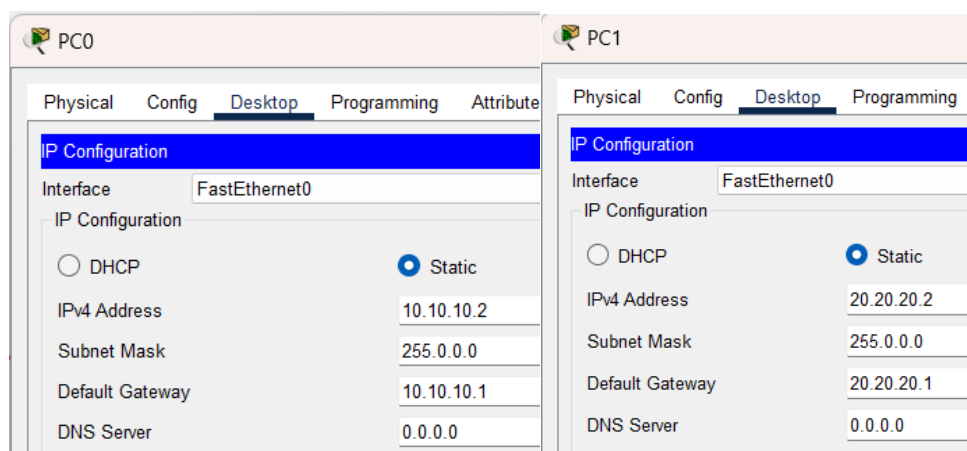 PC0
Physical Config Desktop Programming Attribute
IP Configuration
Interface FastEthernet0
IP Configuration
DHCP Static
IPv4 Address 10.10.10.2
Subnet Mask 255.0.0.0
Default Gateway 10.10.10.1
DNS Server 0.0.0.0
PC1
Physical Config Desktop Programming
IP Configuration
Interface FastEthernet0
IP Configuration
DHCP Static
IPv4 Address 20.20.20.2
Subnet Mask 255.0.0.0
Default Gateway 20.20.20.1
DNS Server 0.0.0.0